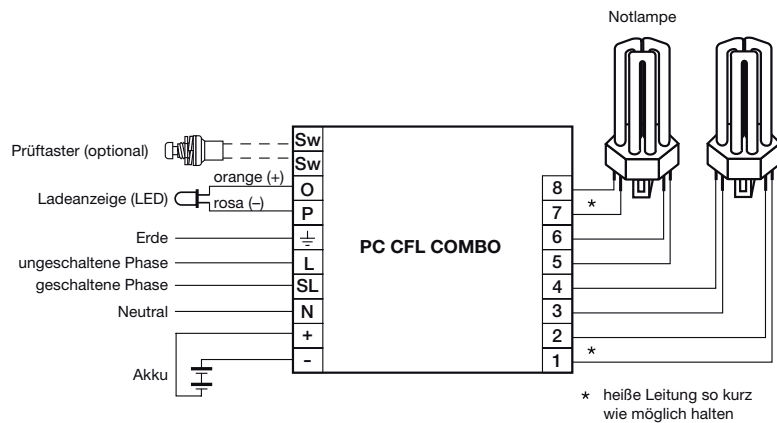 Notlampe
Prüftaster (optional)
Sw
Sw
Ladeanzeige (LED)
orange (+)
O
rosa (–)
P
Erde
ungeschaltene Phase
L
geschaltene Phase
SL
Neutral
N
+
-
Akku
PC CFL COMBO
8
7
*
6
5
4
3
2
1
*
* heiße Leitung so kurz
wie möglich halten